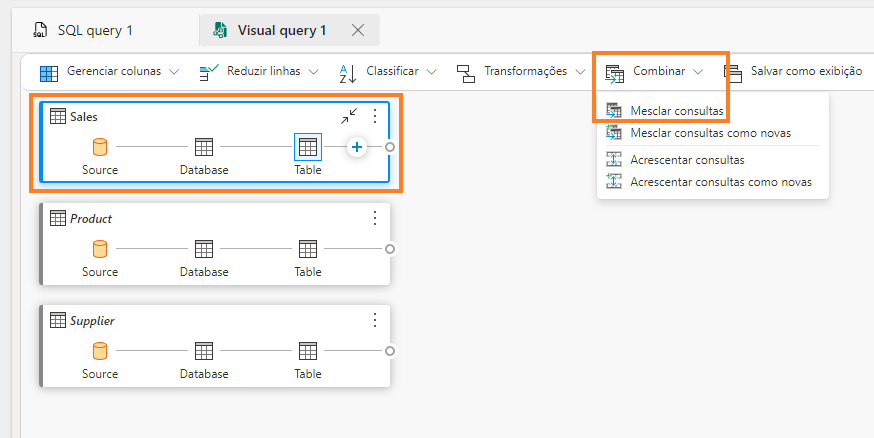 SQL query 1
Visual query 1
Gerenciar colunas
Reduzir linhas
Classificar
Transformações
Combinar
Salvar como exibição
Mesclar consultas
Mesclar consultas como novas
Acrescentar consultas
Acrescentar consultas como novas
Sales
Source
Database
Table
Product
Source
Database
Table
Supplier
Source
Database
Table